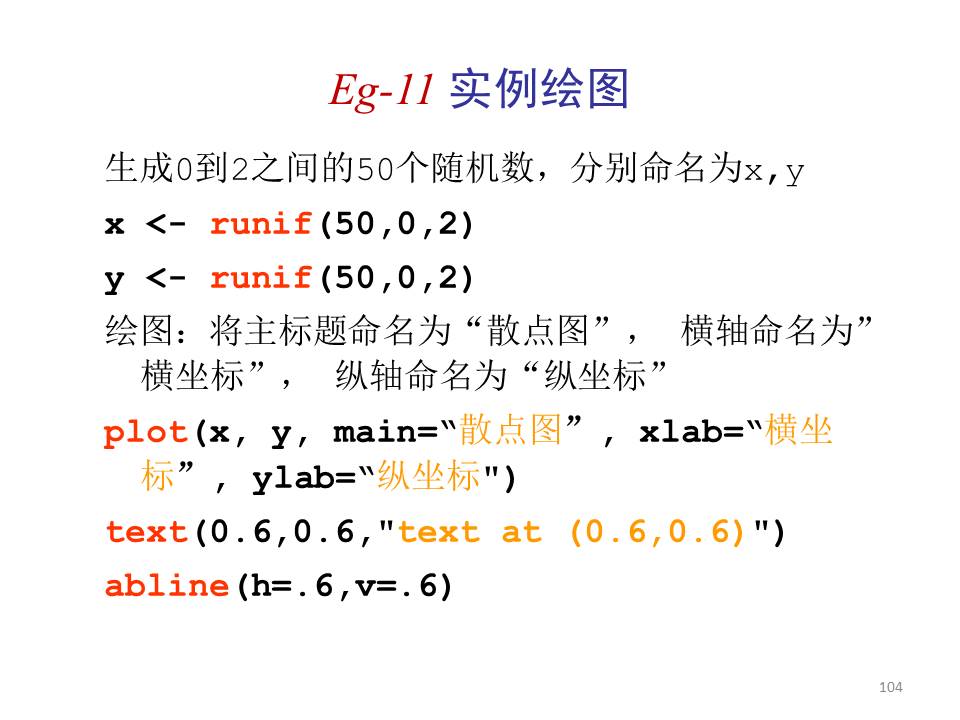 Eg-11 实例绘图
生成0到2之间的50个随机数，分别命名为x,y
x <- runif(50,0,2)
y <- runif(50,0,2)
绘图：将主标题命名为“散点图”， 横轴命名为”
横坐标”， 纵轴命名为“纵坐标”
plot(x, y, main=“散点图”, xlab=“横坐
标”, ylab=“纵坐标")
text(0.6,0.6,"text at (0.6,0.6)")
abline(h=.6,v=.6)
104